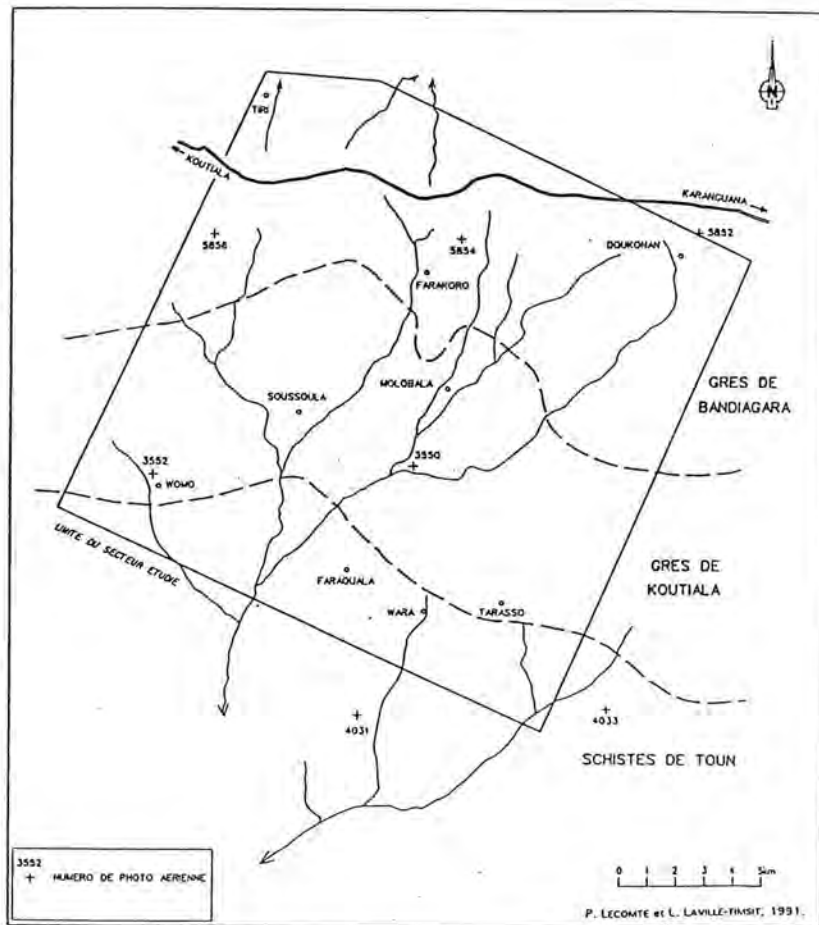 N
TIRI
KOUTIALA
KARANGUANA
5856
5854
5852
DOUKOHAN
FARAKORO
MOLOBALA
SOUSSOULA
GRES DE
BANDIAGARA
3552
WOMO
3550
LIMITE DU SECTEUR ETUDIE
FARAOUALA
GRES DE
KOUTIALA
WARA
TARASSO
4031
4033
SCHISTES DE TOUN
3552
NUMERO DE PHOTO AERIENNE
0 1 2 3 4 5km
P. LECOMTE et L. LAVILLE-TIMSIT, 1991.